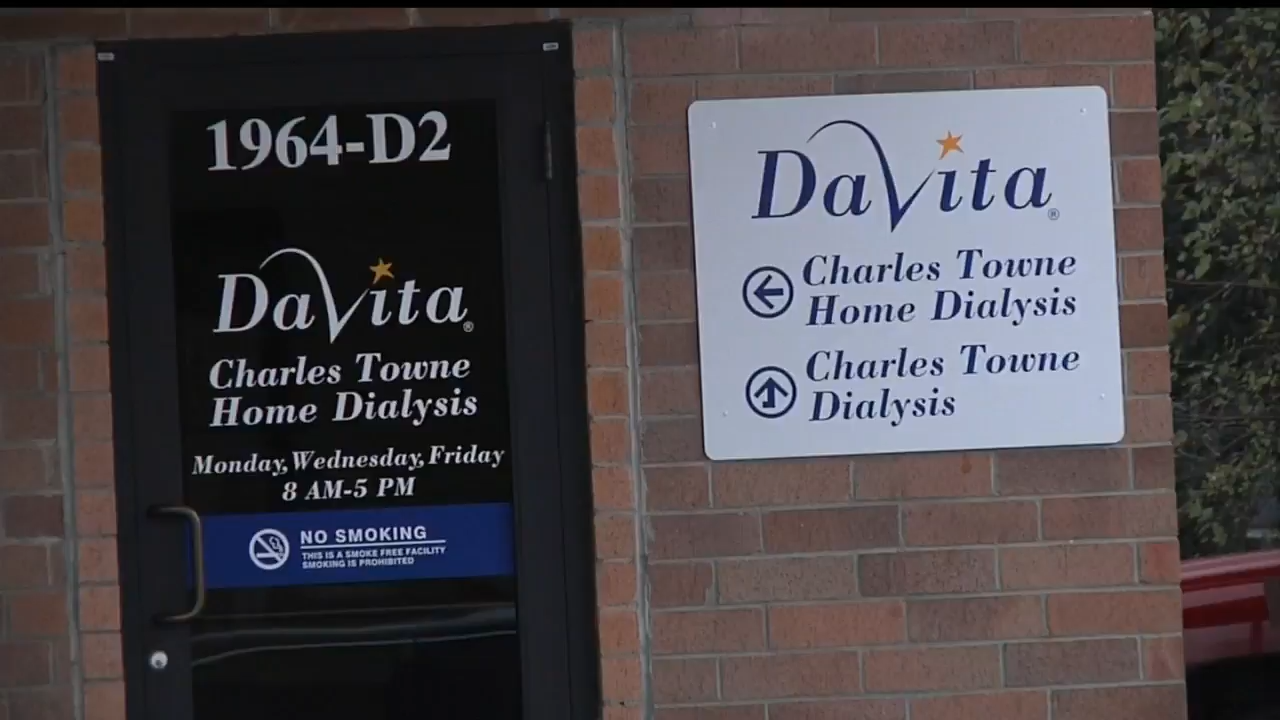 1964-D2
DaVita®
Charles Towne
Home Dialysis
Monday, Wednesday, Friday
8 AM-5 PM
NO SMOKING
THIS IS A SMOKE FREE FACILITY
SMOKING IS PROHIBITED
DaVita®
Charles Towne
Home Dialysis
Charles Towne
Dialysis